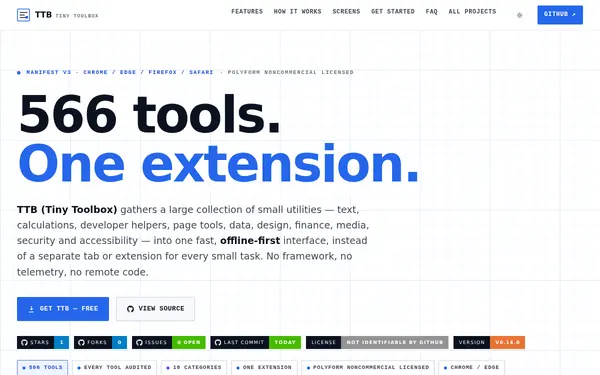 TTB TINY TOOLBOX
FEATURES HOW IT WORKS SCREENS GET STARTED FAQ ALL PROJECTS
GITHUB ↗
MANIFEST V3 · CHROME / EDGE / FIREFOX / SAFARI · POLYFORM NONCOMMERCIAL LICENSED
566 tools.
One extension.
TTB (Tiny Toolbox) gathers a large collection of small utilities — text,
calculations, developer helpers, page tools, data, design, finance, media,
security and accessibility — into one fast, offline-first interface, instead
of a separate tab or extension for every small task. No framework, no
telemetry, no remote code.
GET TTB — FREE VIEW SOURCE
STARS 1 FORKS 0 ISSUES 0 OPEN LAST COMMIT TODAY LICENSE NOT IDENTIFIABLE BY GITHUB VERSION V0.14.0
566 TOOLS EVERY TOOL AUDITED 18 CATEGORIES ONE EXTENSION POLYFORM NONCOMMERCIAL LICENSED CHROME / EDGE